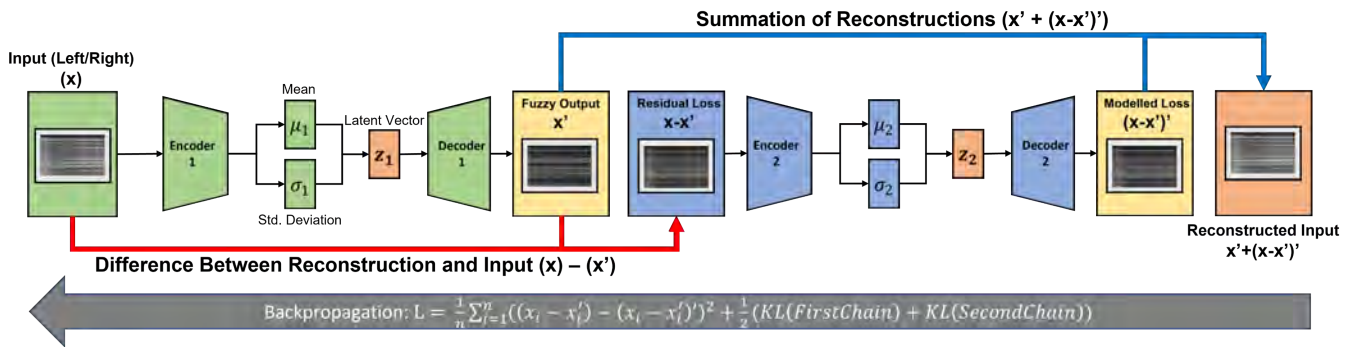 Summation of Reconstructions (x’ + (x-x’)’)
Input (Left/Right)
(x)
Encoder
1
Mean
μ1
σ1
Std. Deviation
Latent Vector
z1
Decoder
1
Fuzzy Output
x’
Residual Loss
x-x’
Encoder
2
μ2
σ2
z2
Decoder
2
Modelled Loss
(x-x’)’
Reconstructed Input
x’+(x-x’)’
Difference Between Reconstruction and Input (x) – (x’)
Backpropagation: L = 1/n ∑ⁿᵢ₌₁((xᵢ − xᵢ′) − (xᵢ − xᵢ′)′)² + 1/2 (KL(FirstChain) + KL(SecondChain))